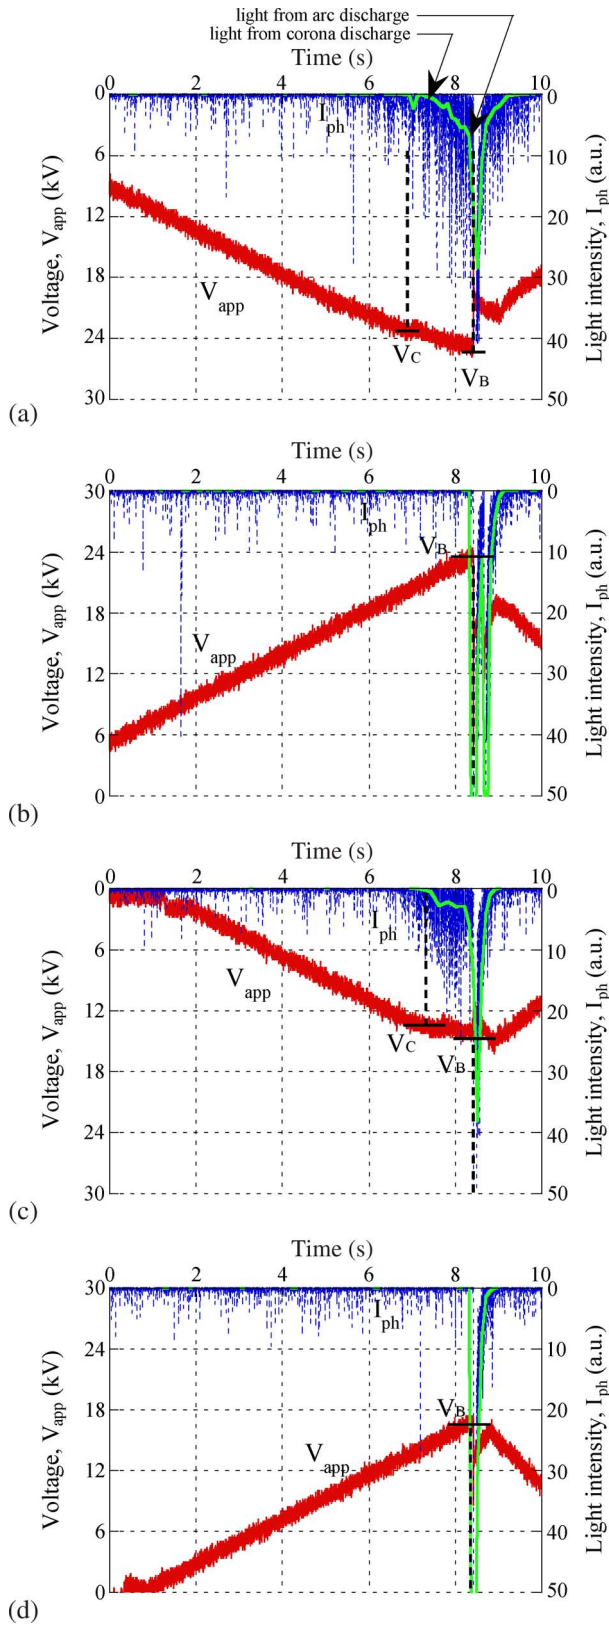 light from arc discharge
light from corona discharge
Time (s)
0 2 4 6 8 10
Voltage, Vapp (kV)
0
6
12
18
24
30
Iph
Vapp
VC
VB
0
10
20
30
40
50
Light intensity, Iph (a.u.)
(a)
Time (s)
0 2 4 6 8 10
Voltage, Vapp (kV)
30
24
18
12
6
0
Iph
VB
Vapp
0
10
20
30
40
50
Light intensity, Iph (a.u.)
(b)
Time (s)
0 2 4 6 8 10
Voltage, Vapp (kV)
0
6
12
18
24
30
Iph
Vapp
VC
VB
0
10
20
30
40
50
Light intensity, Iph (a.u.)
(c)
Time (s)
0 2 4 6 8 10
Voltage, Vapp (kV)
30
24
18
12
6
0
Iph
VB
Vapp
0
10
20
30
40
50
Light intensity, Iph (a.u.)
(d)